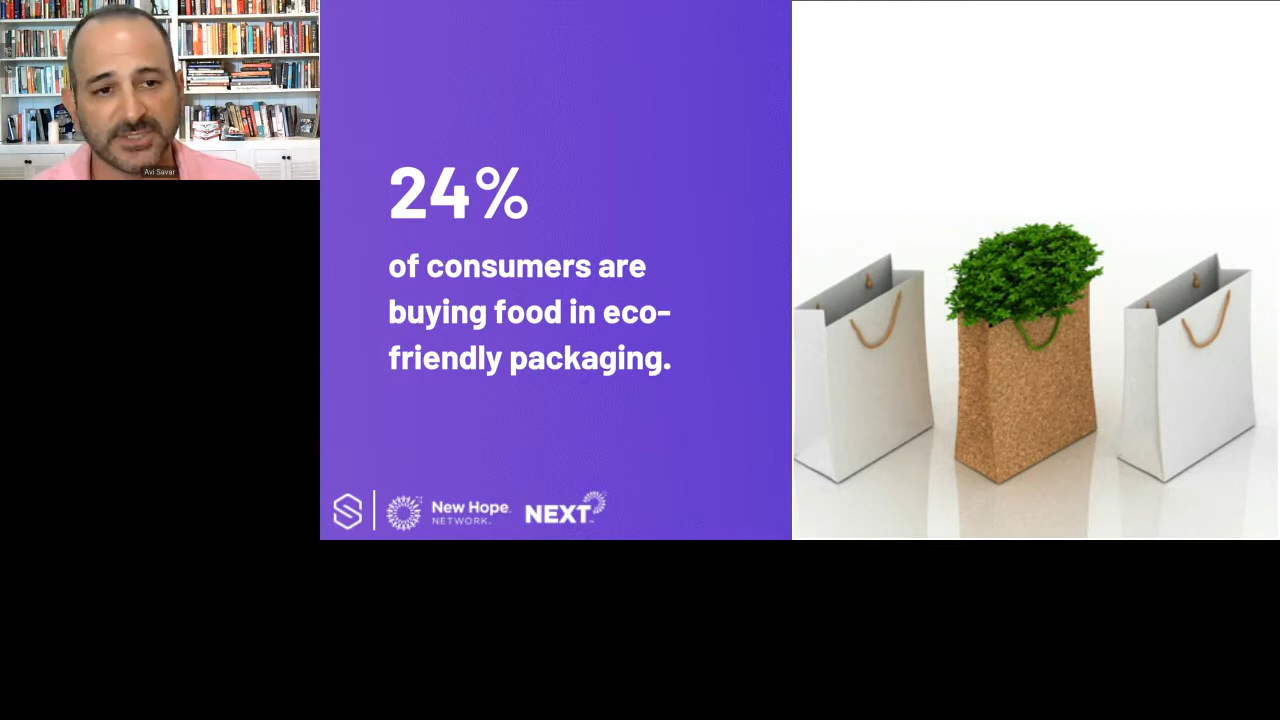 Avi Savar
24%
of consumers are
buying food in eco-
friendly packaging.
New Hope
NETWORK.
NEXT